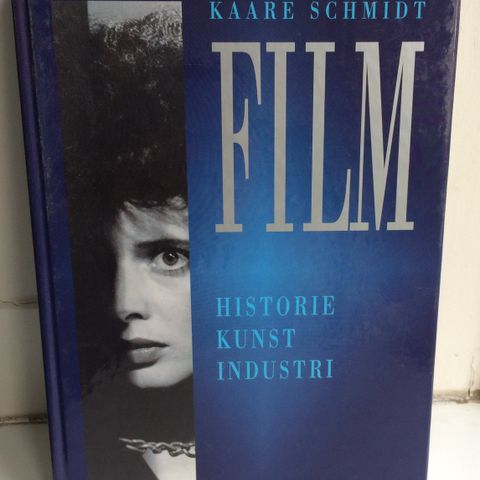 KAARE SCHMIDT
FILM
HISTORIE
KUNST
INDUSTRI